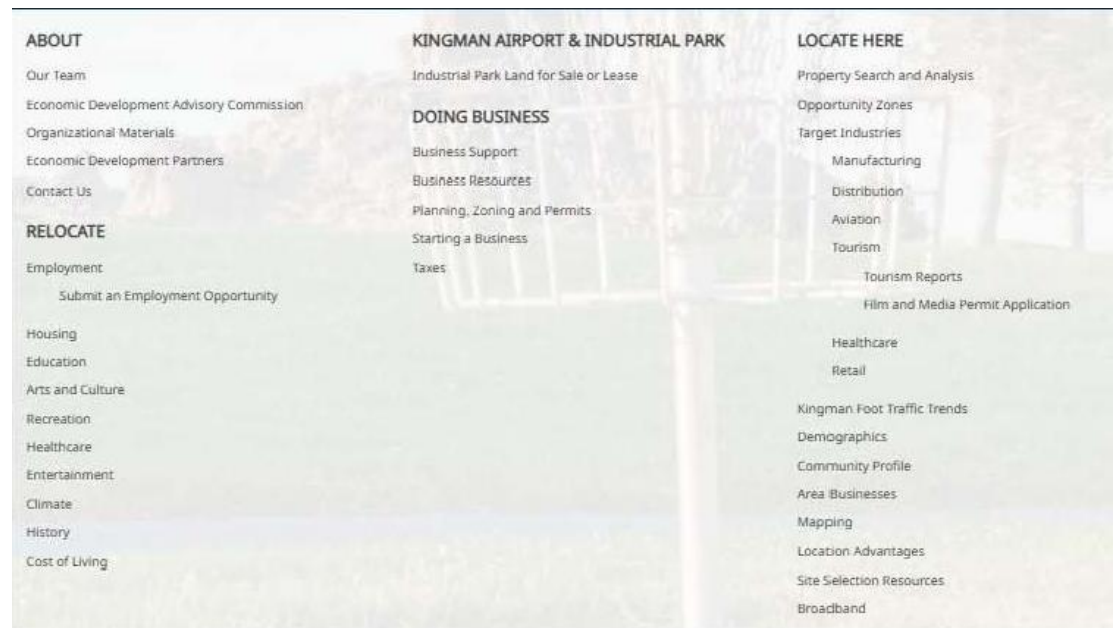 ABOUT
Our Team
Economic Development Advisory Commission
Organizational Materials
Economic Development Partners
Contact Us
RELOCATE
Employment
Submit an Employment Opportunity
Housing
Education
Arts and Culture
Recreation
Healthcare
Entertainment
Climate
History
Cost of Living
KINGMAN AIRPORT & INDUSTRIAL PARK
Industrial Park Land for Sale or Lease
DOING BUSINESS
Business Support
Business Resources
Planning, Zoning and Permits
Starting a Business
Taxes
LOCATE HERE
Property Search and Analysis
Opportunity Zones
Target Industries
Manufacturing
Distribution
Aviation
Tourism
Tourism Reports
Film and Media Permit Application
Healthcare
Retail
Kingman Foot Traffic Trends
Demographics
Community Profile
Area Businesses
Mapping
Location Advantages
Site Selection Resources
Broadband